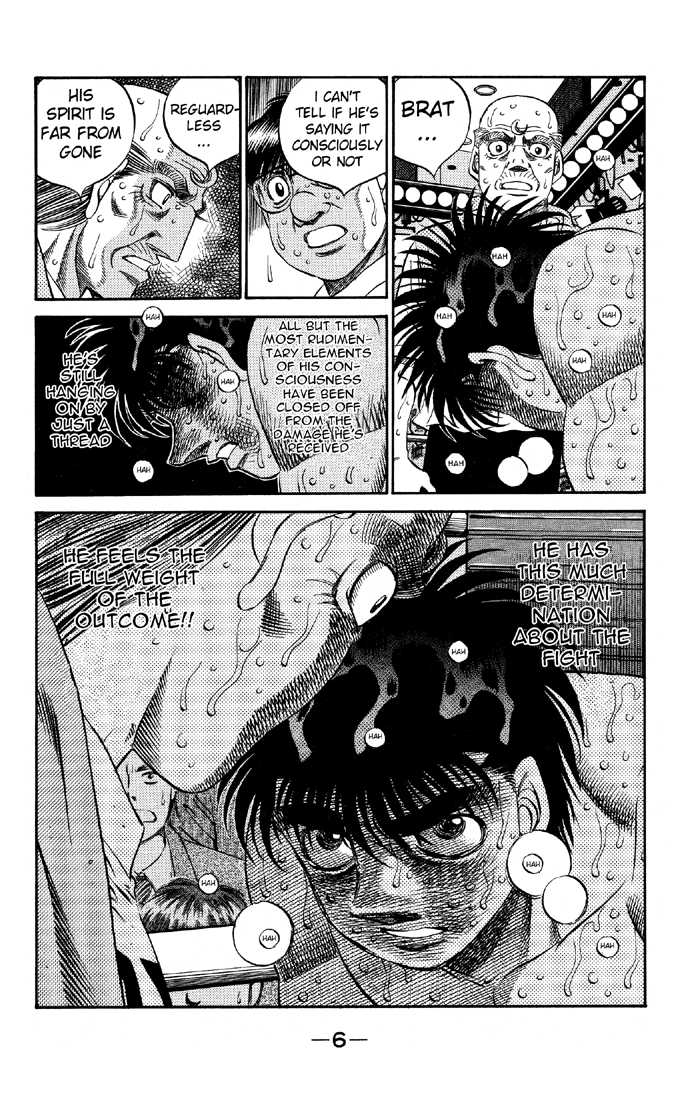 BRAT
...
HAH
HAH
HAH
HAH
HAH
HAH
I CAN'T
TELL IF HE'S
SAYING IT
CONSCIOUSLY
OR NOT
REGUARD-
LESS
...
HIS
SPIRIT IS
FAR FROM
GONE
HAH
ALL BUT THE
MOST RUDIMEN-
TARY ELEMENTS
OF HIS CON-
SCIOUSNESS
HAVE BEEN
CLOSED OFF
FROM THE
DAMAGE HE'S
RECEIVED
HAH
HE'S
STILL
HANGING
ON BY
JUST A
THREAD
HAH
HE HAS
THIS MUCH
DETERMI-
NATION
ABOUT THE
FIGHT
HE FEELS THE
FULL WEIGHT
OF THE
OUTCOME!!
HAH
HAH
HAH
HAH
HAH
HAH
—6—